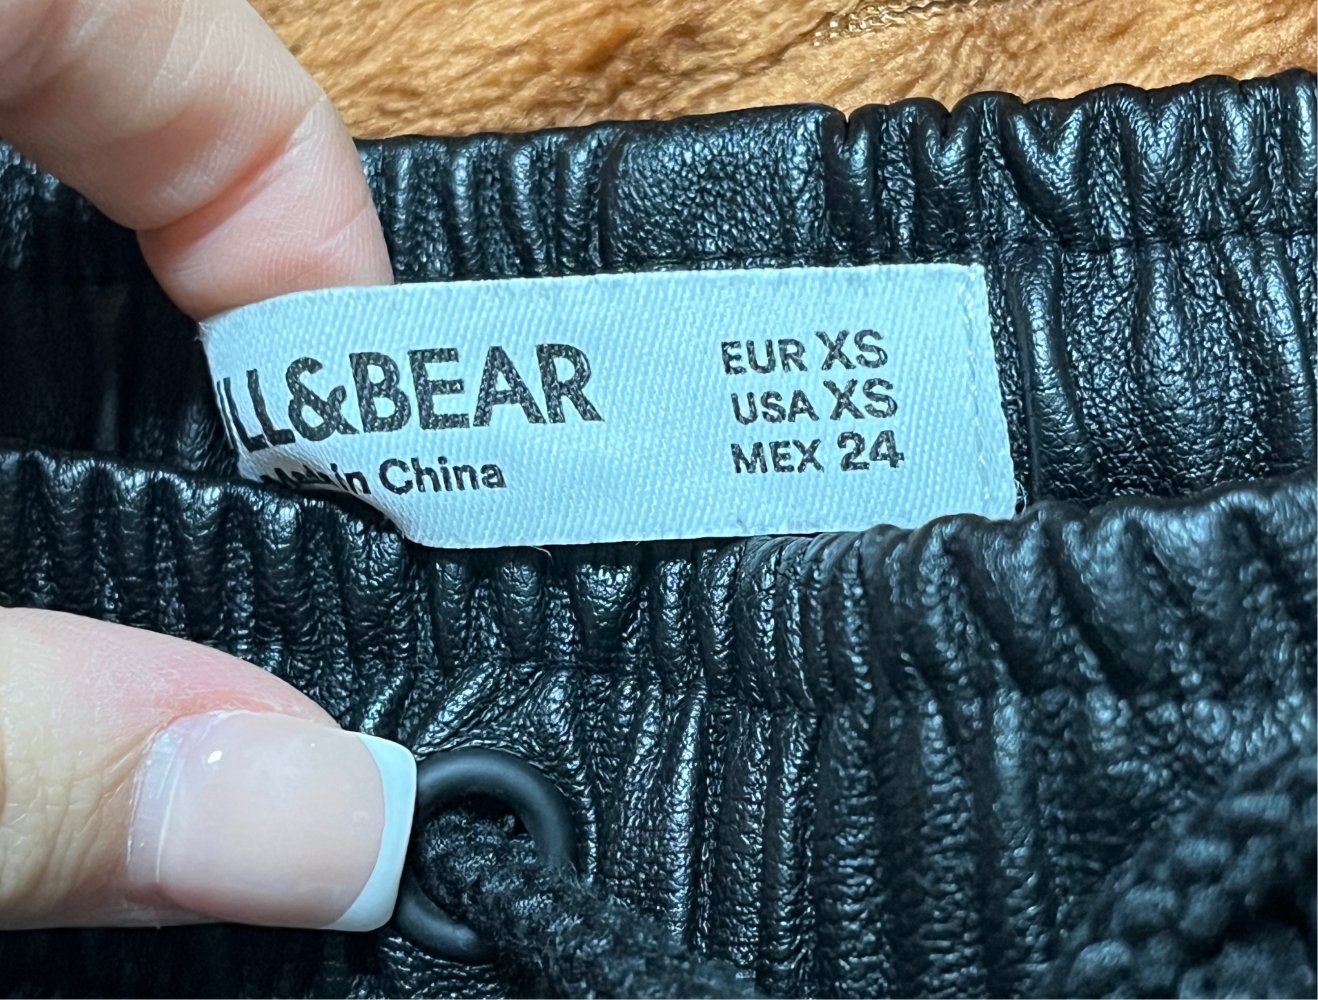 LL&BEAR
in China
EUR XS
USA XS
MEX 24